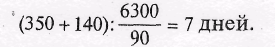 (350 + 140): 6300/90 = 7 дней.